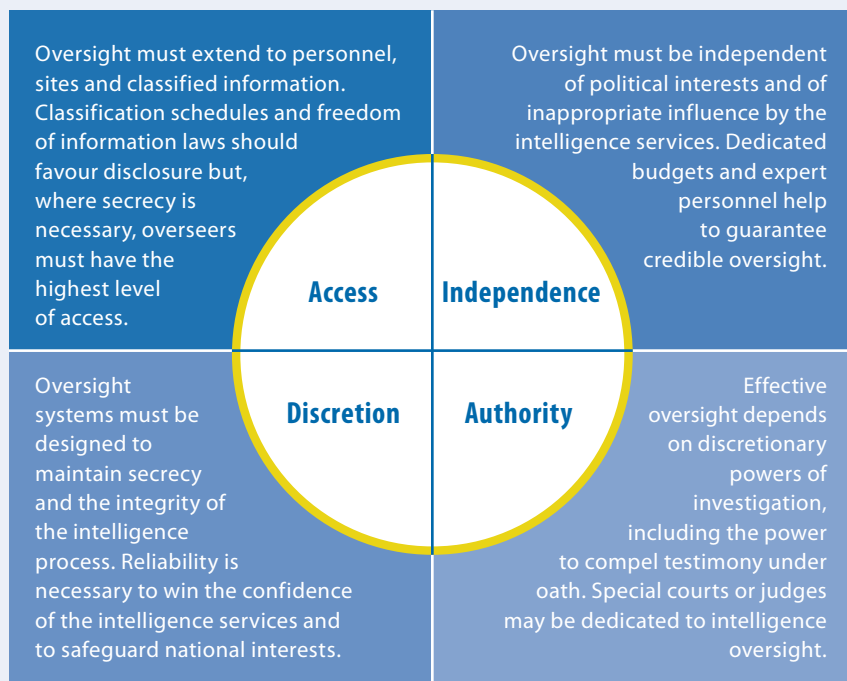 Oversight must extend to personnel,
sites and classified information.
Classification schedules and freedom
of information laws should
favour disclosure but,
where secrecy is
necessary, overseers
must have the
highest level
of access.
Oversight must be independent
of political interests and of
inappropriate influence by the
intelligence services. Dedicated
budgets and expert
personnel help
to guarantee
credible oversight.
Access
Independence
Discretion
Authority
Oversight
systems must be
designed to
maintain secrecy
and the integrity of
the intelligence
process. Reliability is
necessary to win the confidence
of the intelligence services and
to safeguard national interests.
Effective
oversight depends
on discretionary
powers of
investigation,
including the power
to compel testimony under
oath. Special courts or judges
may be dedicated to intelligence
oversight.